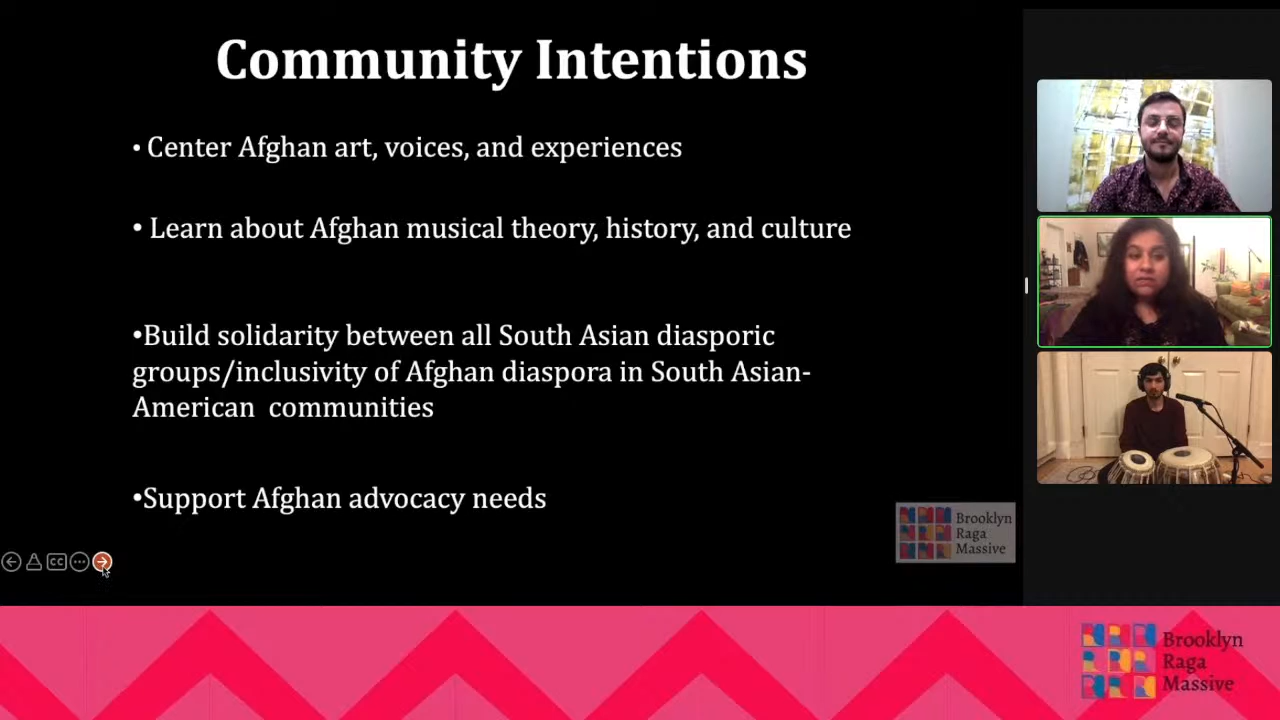 Community Intentions
• Center Afghan art, voices, and experiences
• Learn about Afghan musical theory, history, and culture
•Build solidarity between all South Asian diasporic
groups/inclusivity of Afghan diaspora in South Asian-
American  communities
•Support Afghan advocacy needs
Brooklyn
Raga
Massive
CC
Brooklyn
Raga
Massive